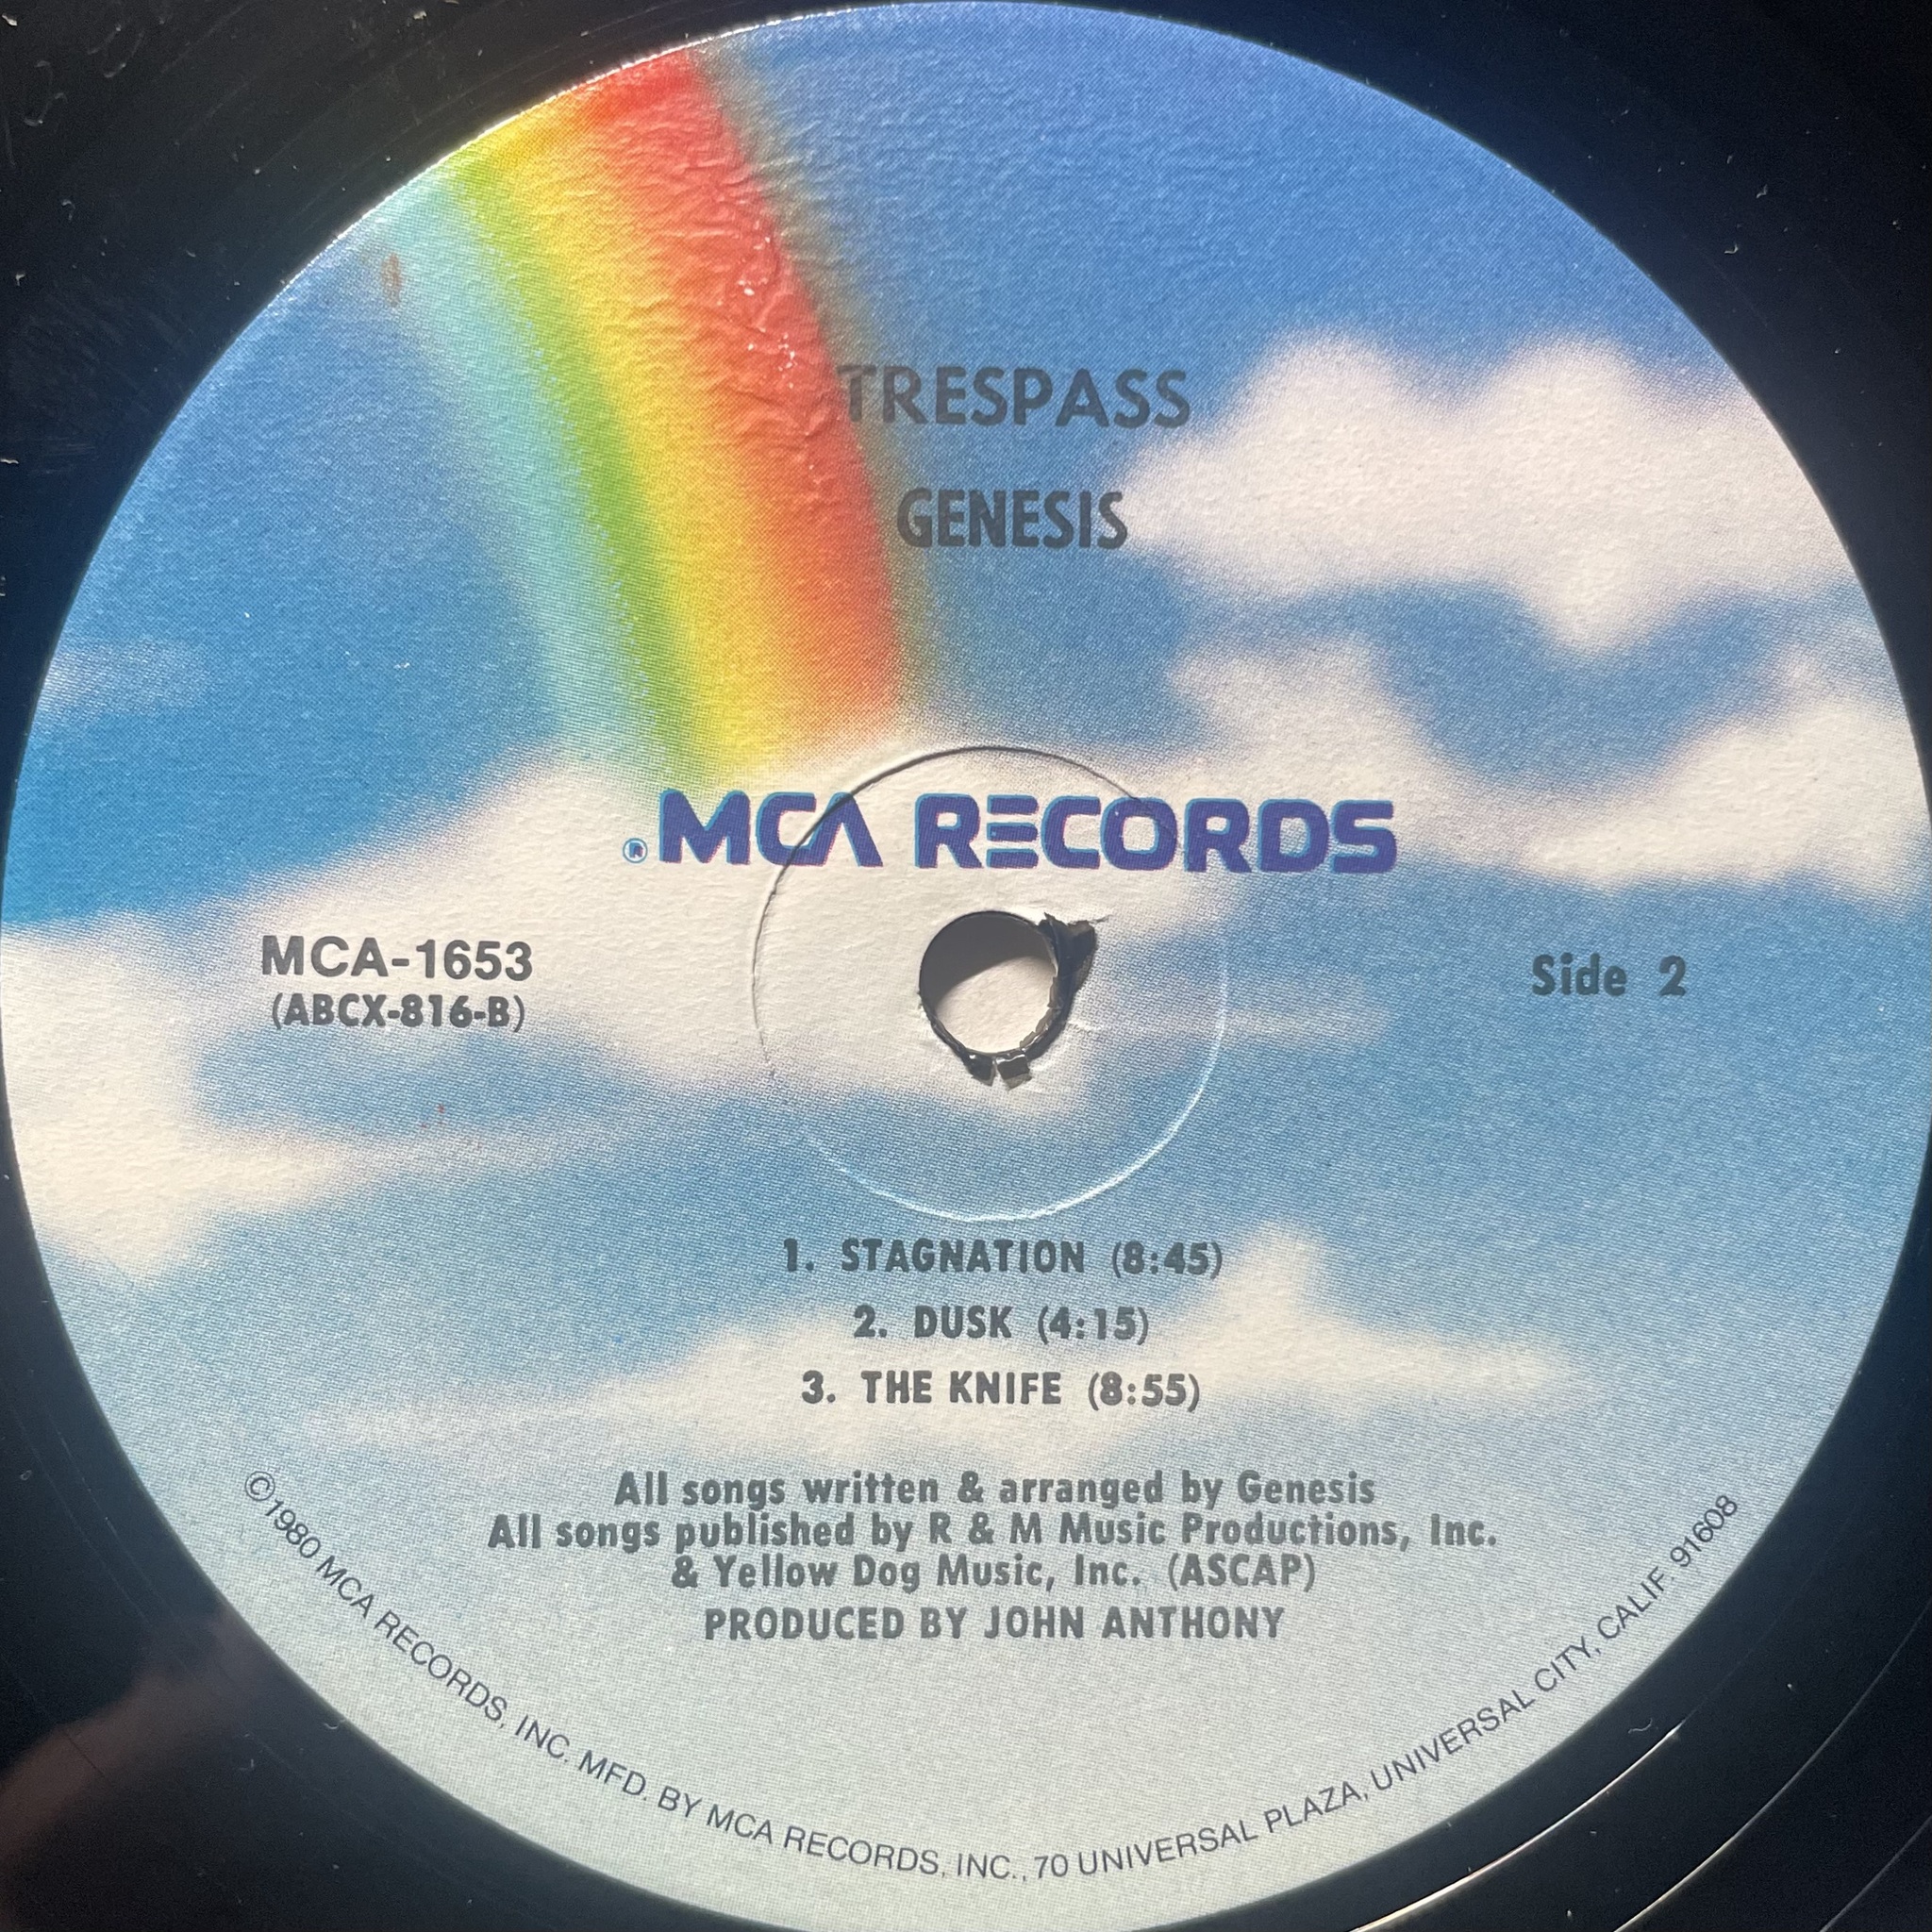 TRESPASS
GENESIS
® MCA RECORDS
MCA-1653
(ABCX-816-B)
Side 2
1. STAGNATION (8:45)
2. DUSK (4:15)
3. THE KNIFE (8:55)
All songs written & arranged by Genesis
All songs published by R & M Music Productions, Inc.
& Yellow Dog Music, Inc. (ASCAP)
PRODUCED BY JOHN ANTHONY
©1980 MCA RECORDS, INC. MFD. BY MCA RECORDS, INC., 70 UNIVERSAL PLAZA, UNIVERSAL CITY, CALIF. 91608